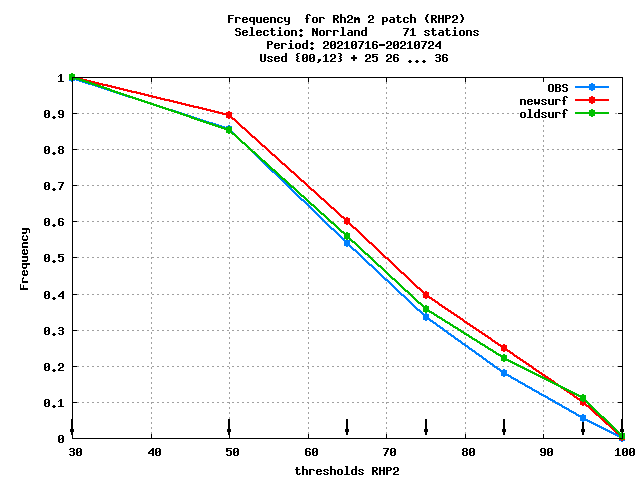 Frequency  for Rh2m 2 patch (RHP2)
Selection: Norrland     71 stations
Period: 20210716-20210724
Used {00,12} + 25 26 ... 36
OBS
newsurf
oldsurf
1
0.9
0.8
0.7
0.6
0.5
0.4
0.3
0.2
0.1
0
Frequency
30 40 50 60 70 80 90 100
thresholds RHP2